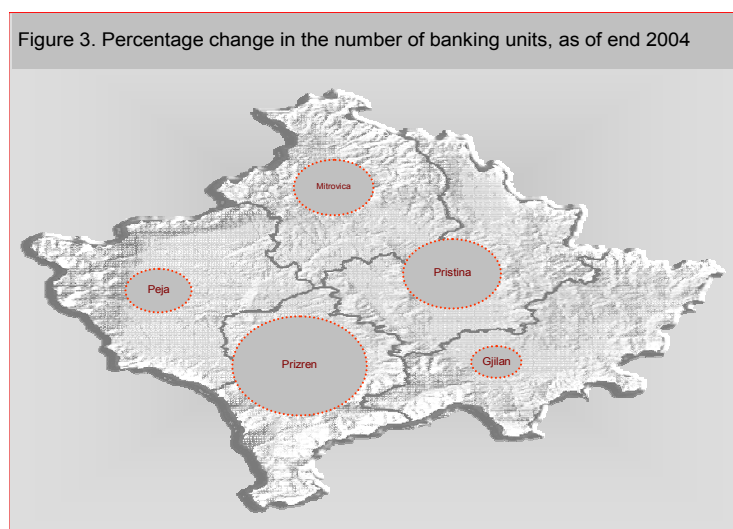 Figure 3. Percentage change in the number of banking units, as of end 2004
Mitrovica
Pristina
Peja
Prizren
Gjilan